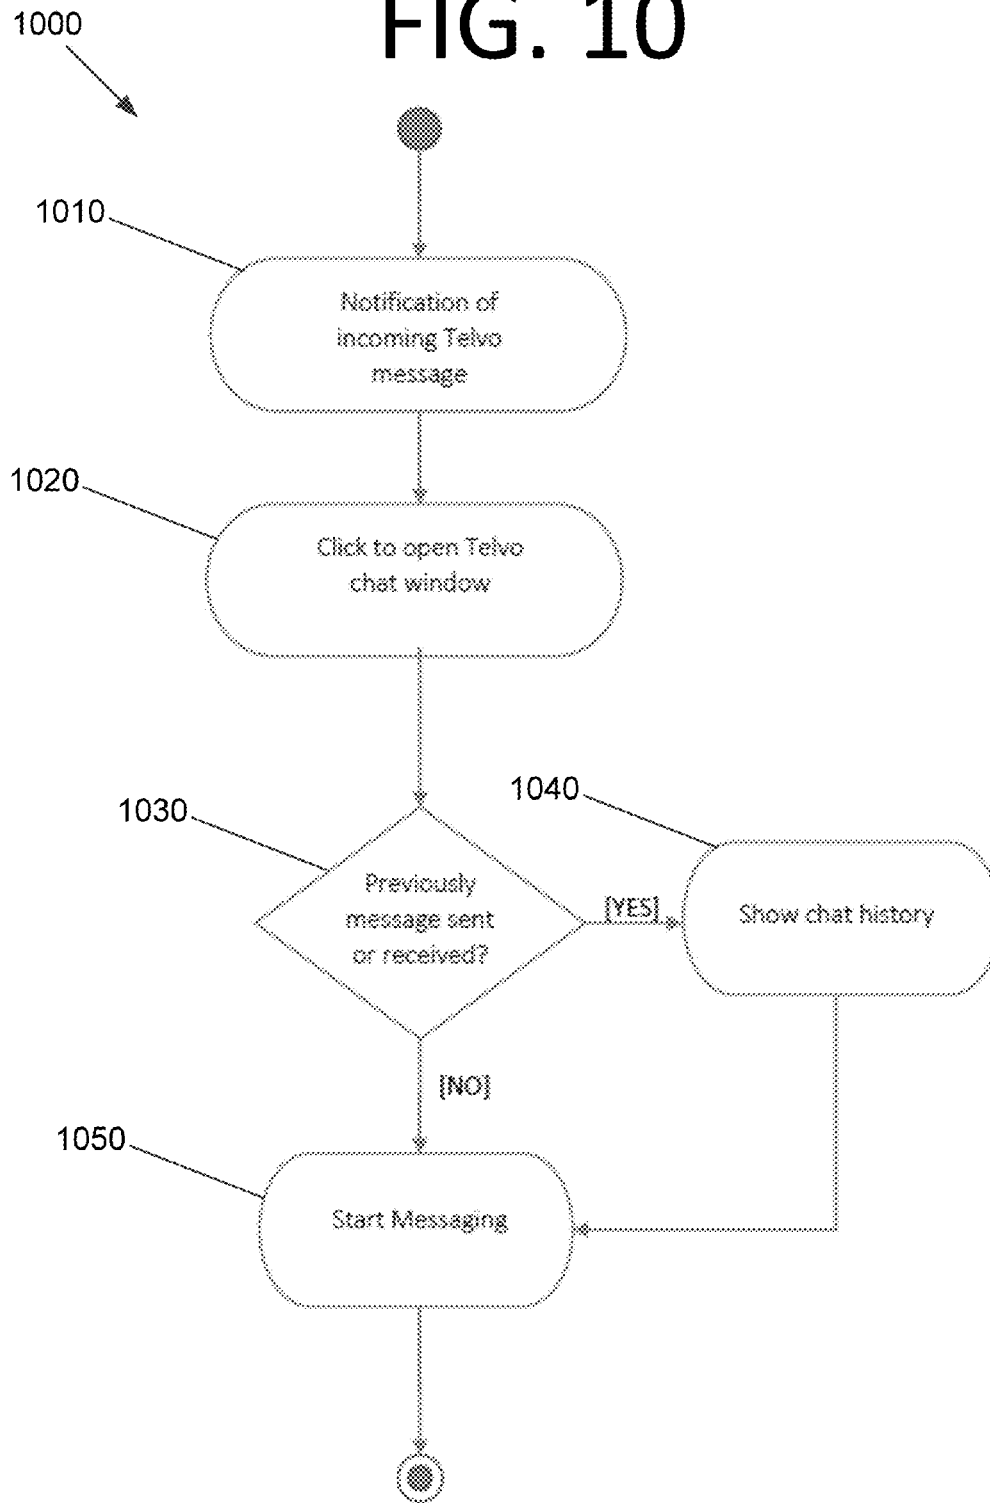 FIG. 10
1000
1010
Notification of
incoming Telvo
message
1020
Click to open Telvo
chat window
1030
Previously
message sent
or received?
[YES]
1040
Show chat history
[NO]
1050
Start Messaging